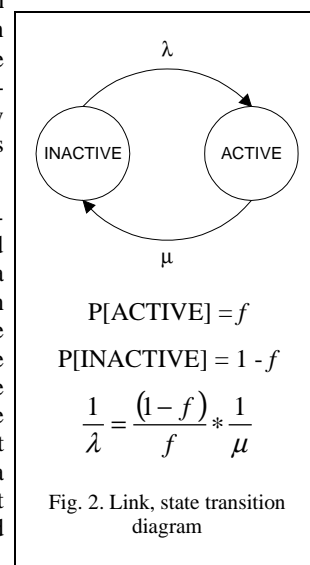 λ
INACTIVE
ACTIVE
μ
P[ACTIVE] = f
P[INACTIVE] = 1 - f
1/λ = (1 − f)/f * 1/μ
Fig. 2. Link, state transition
diagram